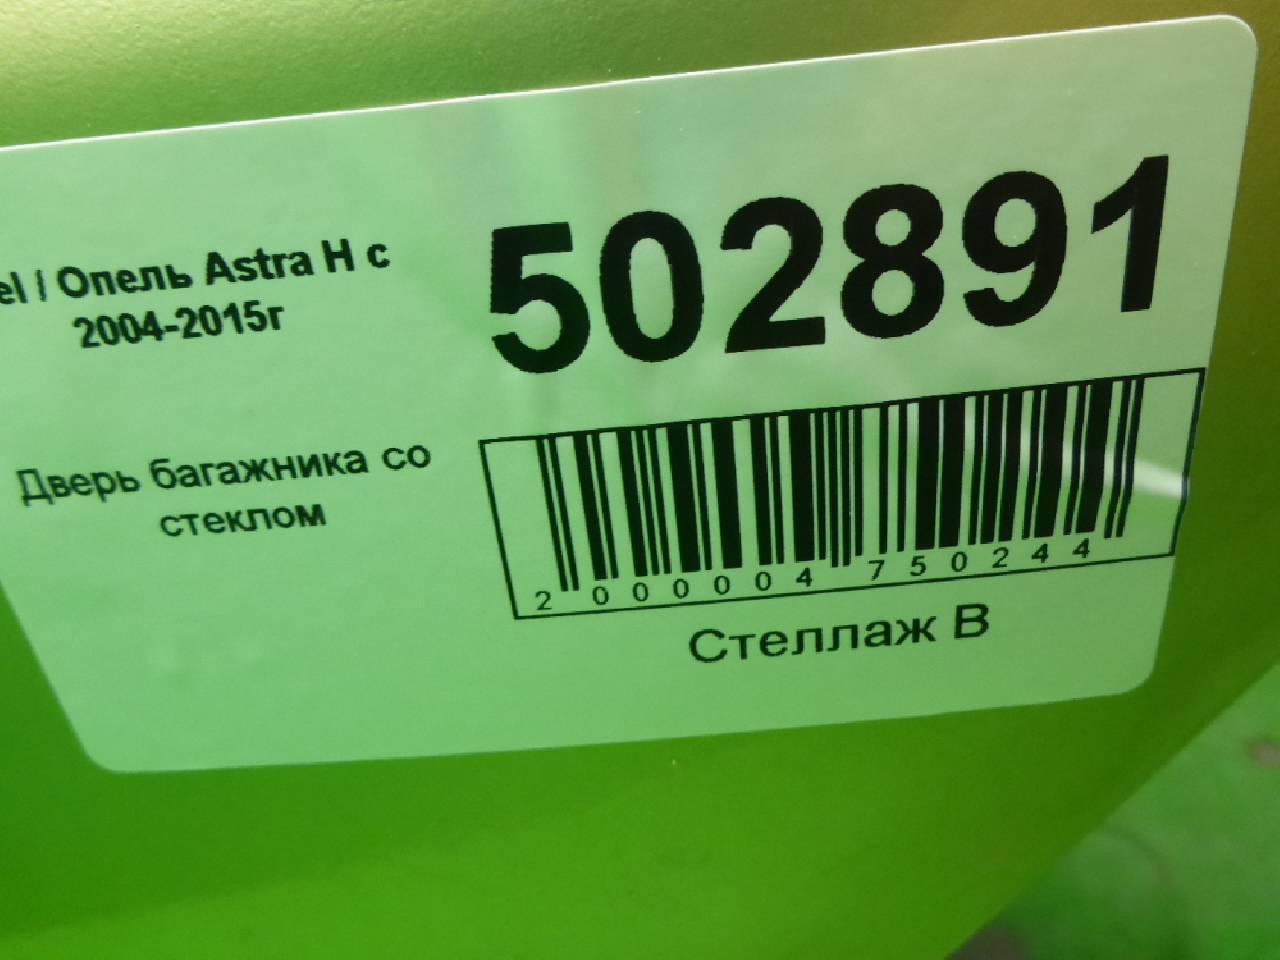 el / Опель Astra H с
2004-2015г
502891
Дверь багажника со
стеклом
2 000004 750244
Стеллаж В